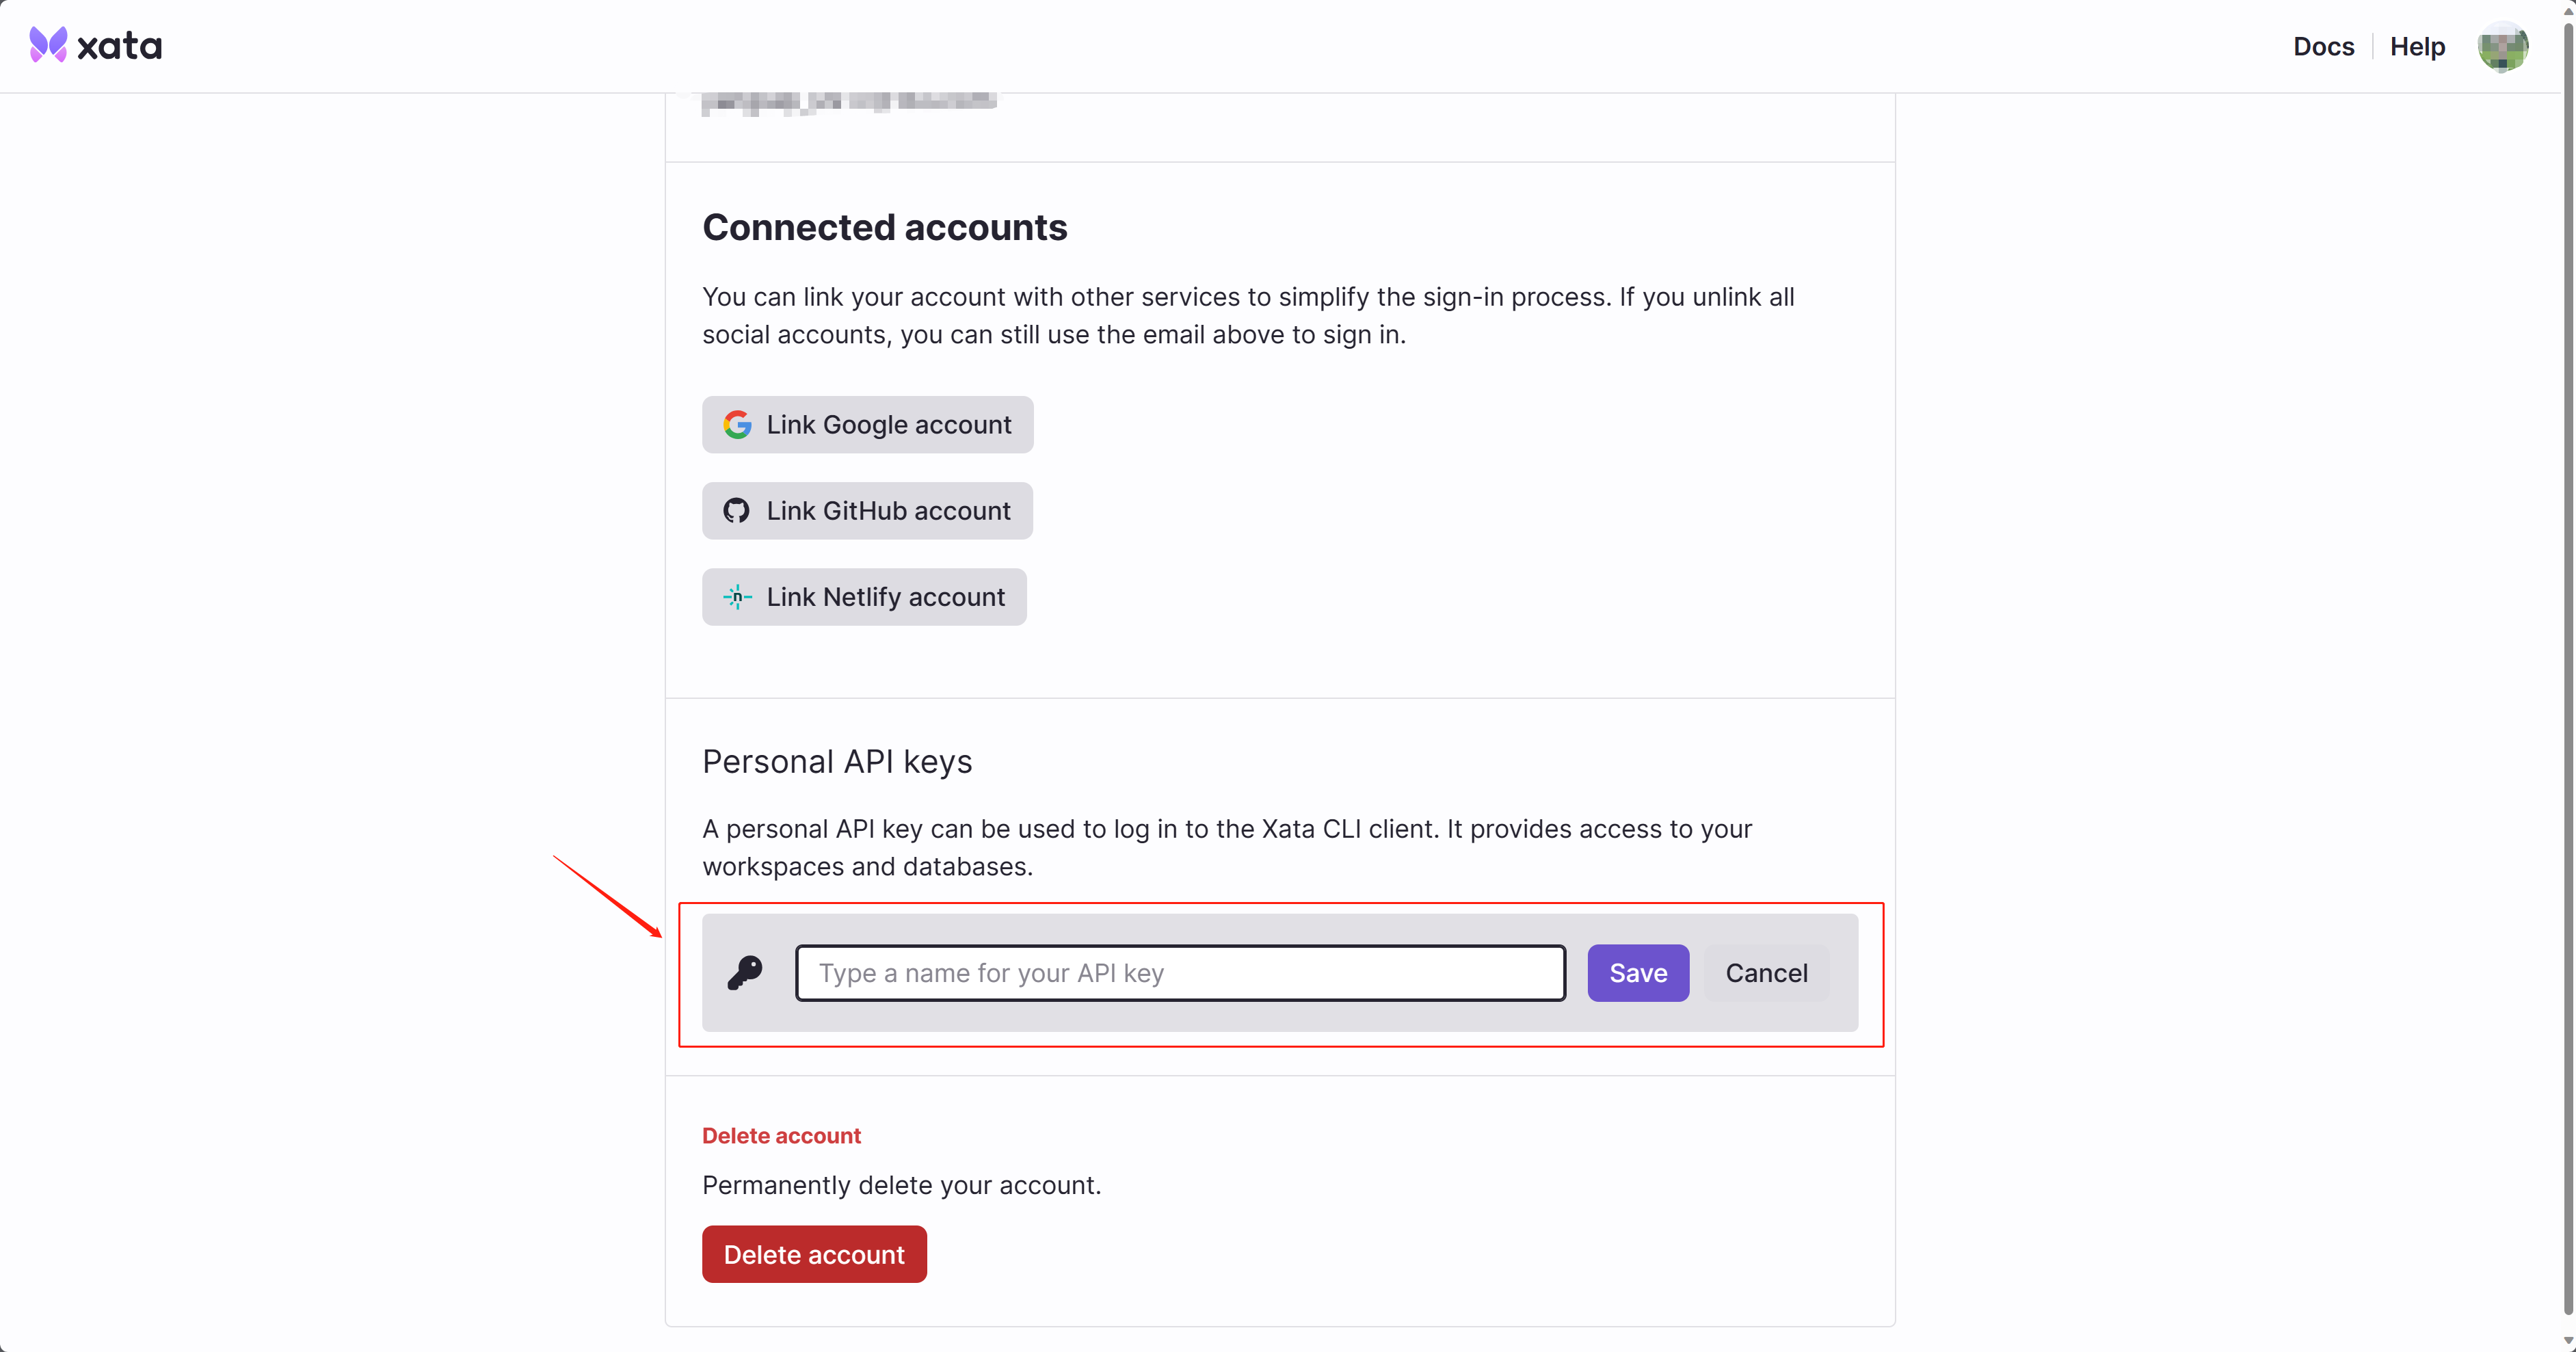 xata
Docs
Help
Connected accounts
You can link your account with other services to simplify the sign-in process. If you unlink all
social accounts, you can still use the email above to sign in.
Link Google account
Link GitHub account
Link Netlify account
Personal API keys
A personal API key can be used to log in to the Xata CLI client. It provides access to your
workspaces and databases.
Type a name for your API key
Save
Cancel
Delete account
Permanently delete your account.
Delete account